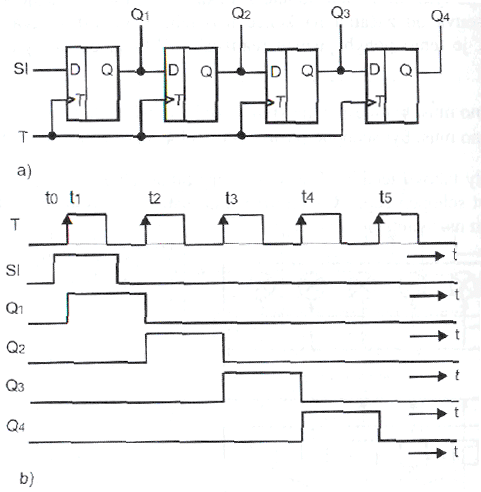 Q1 Q2 Q3 Q4
SI D Q D Q D Q D Q
T T T T
T
a)
t0 t1 t2 t3 t4 t5
T
t
SI
t
Q1
t
Q2
t
Q3
t
Q4
t
b)